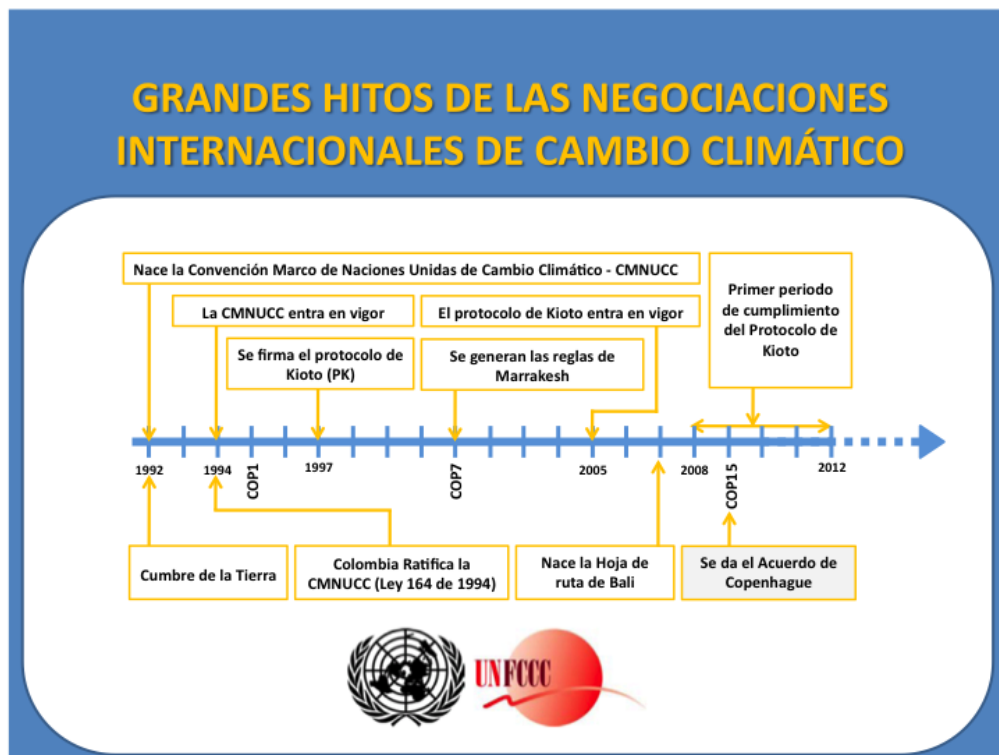 GRANDES HITOS DE LAS NEGOCIACIONES
INTERNACIONALES DE CAMBIO CLIMÁTICO
Nace la Convención Marco de Naciones Unidas de Cambio Climático - CMNUCC
La CMNUCC entra en vigor
El protocolo de Kioto entra en vigor
Primer periodo
de cumplimiento
del Protocolo de
Kioto
Se firma el protocolo de
Kioto (PK)
Se generan las reglas de
Marrakesh
1992
1994
COP1
1997
COP7
2005
2008
COP15
2012
Cumbre de la Tierra
Colombia Ratifica la
CMNUCC (Ley 164 de 1994)
Nace la Hoja de
ruta de Bali
Se da el Acuerdo de
Copenhague
UNFCCC